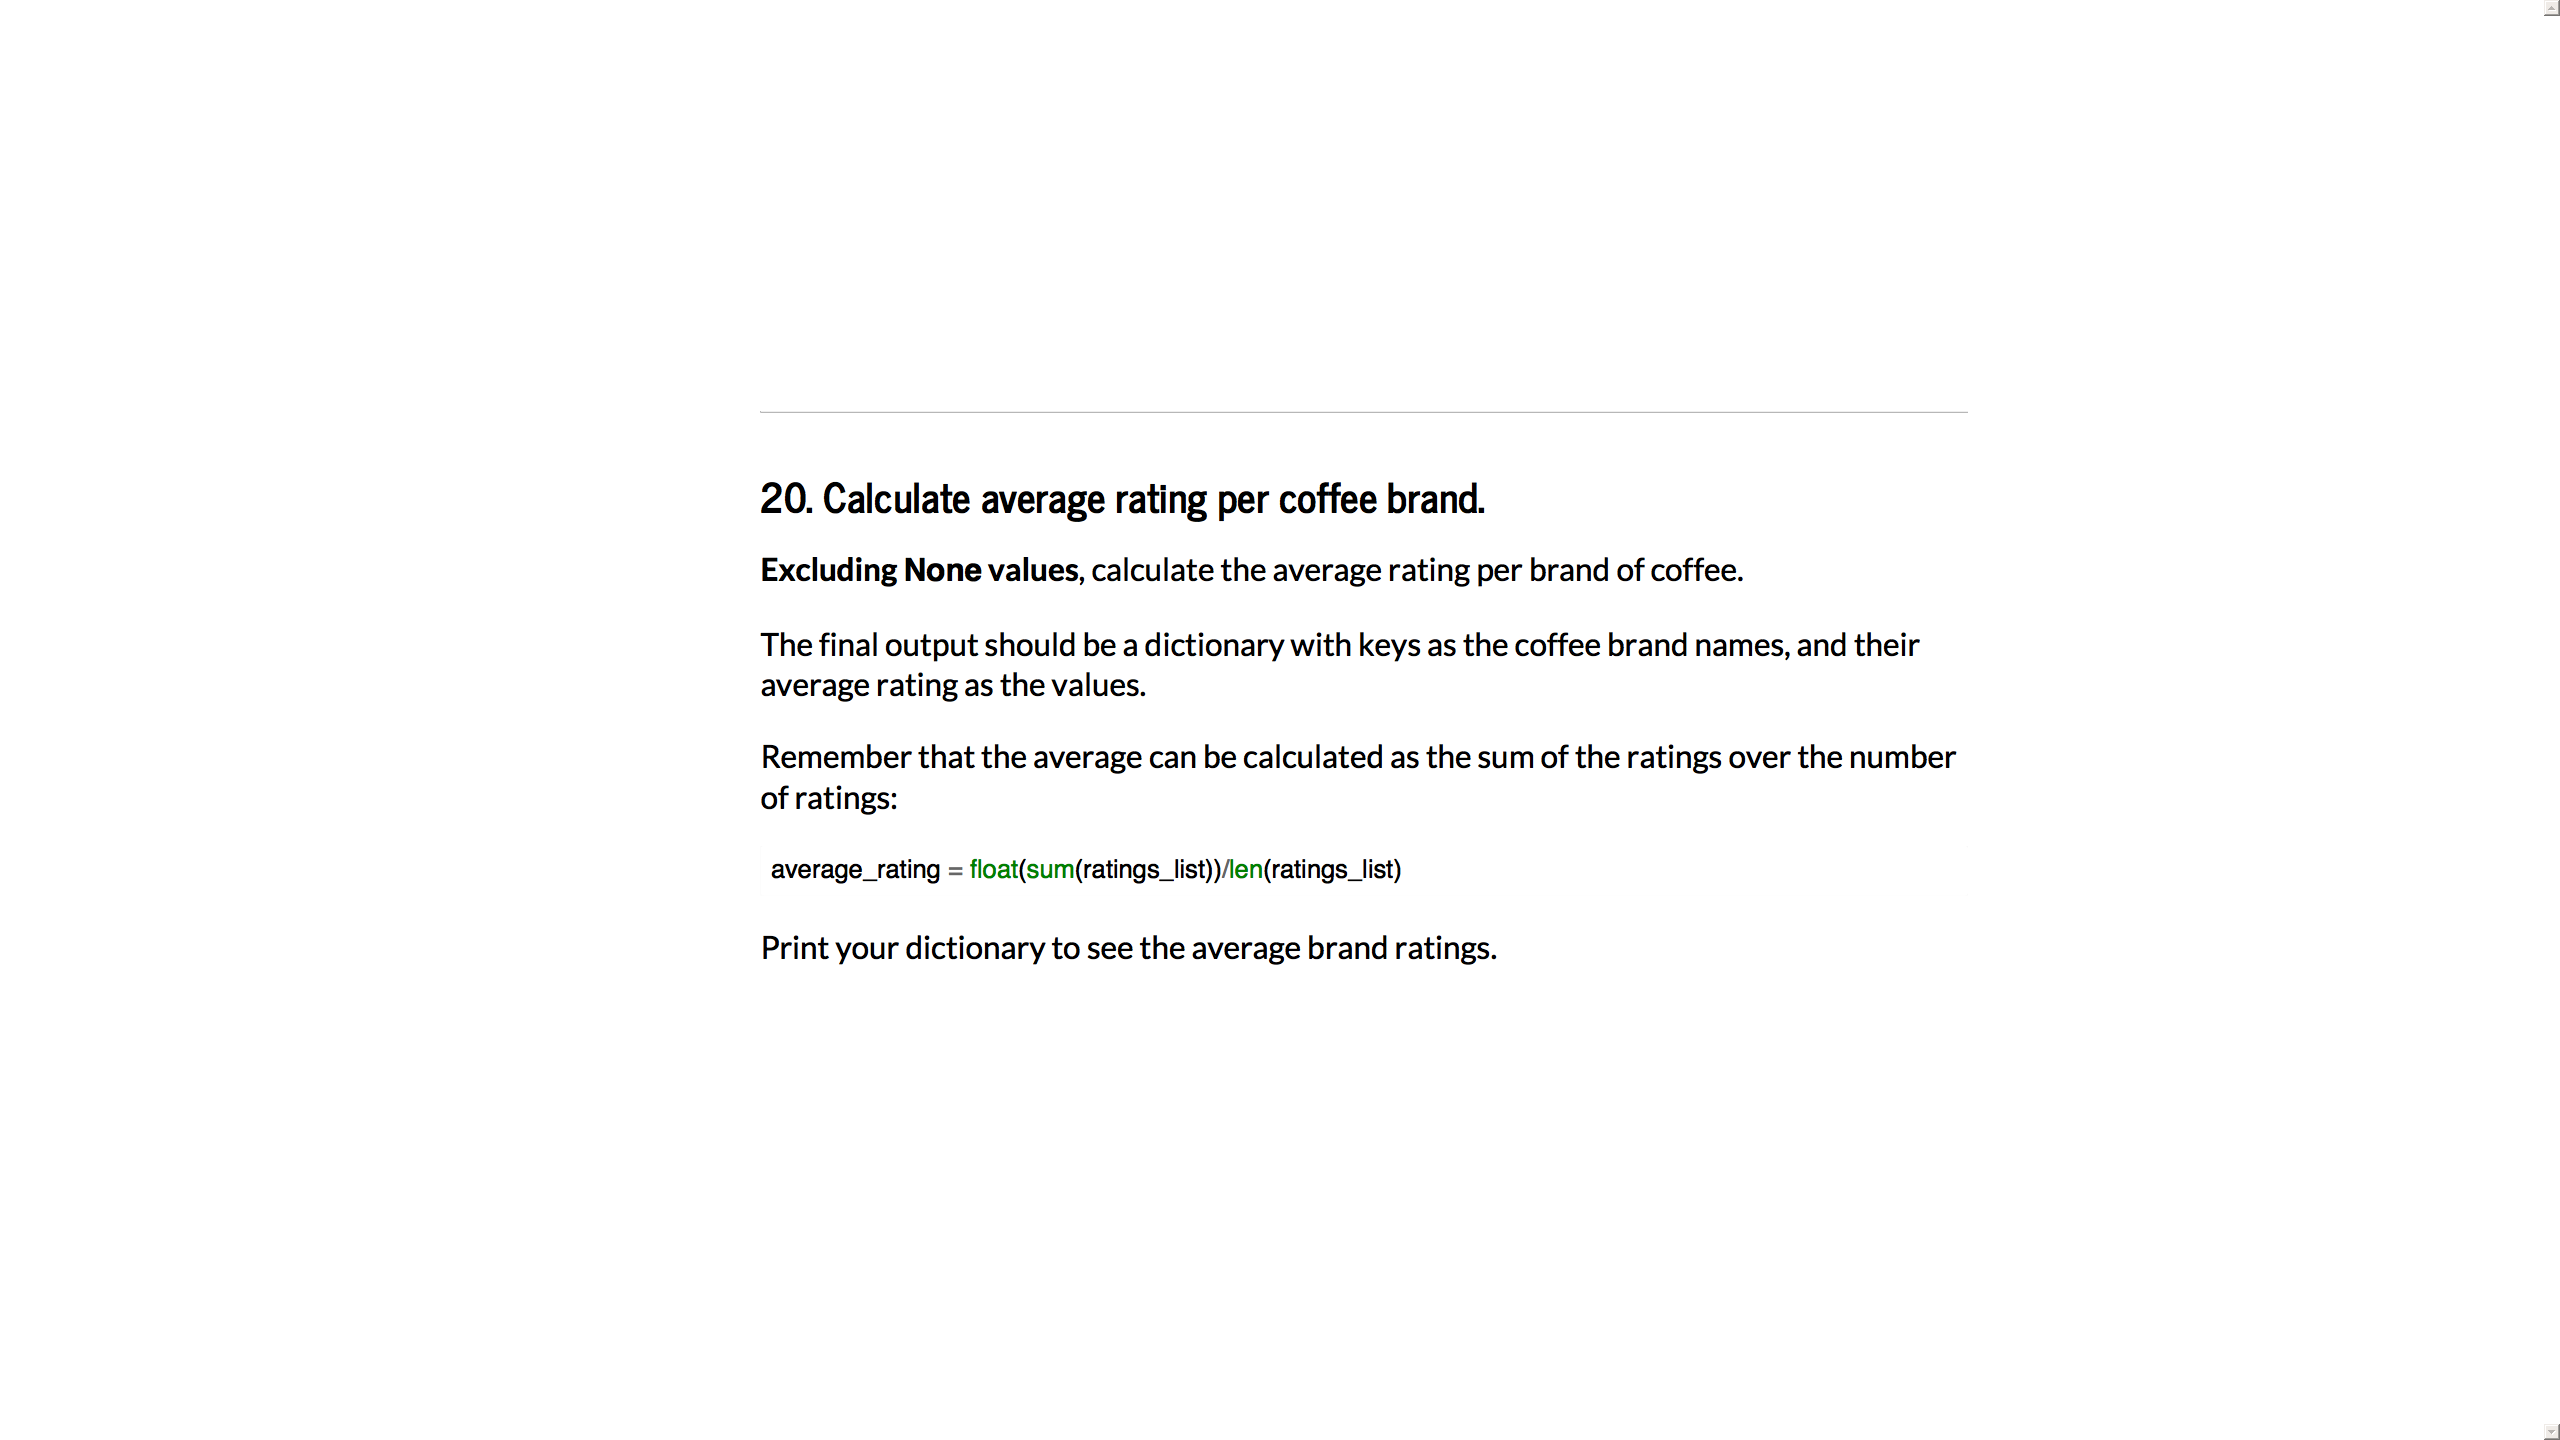 20. Calculate average rating per coffee brand.
Excluding None values, calculate the average rating per brand of coffee.
The final output should be a dictionary with keys as the coffee brand names, and their
average rating as the values.
Remember that the average can be calculated as the sum of the ratings over the number
of ratings:
average_rating = float(sum(ratings_list))/len(ratings_list)
Print your dictionary to see the average brand ratings.